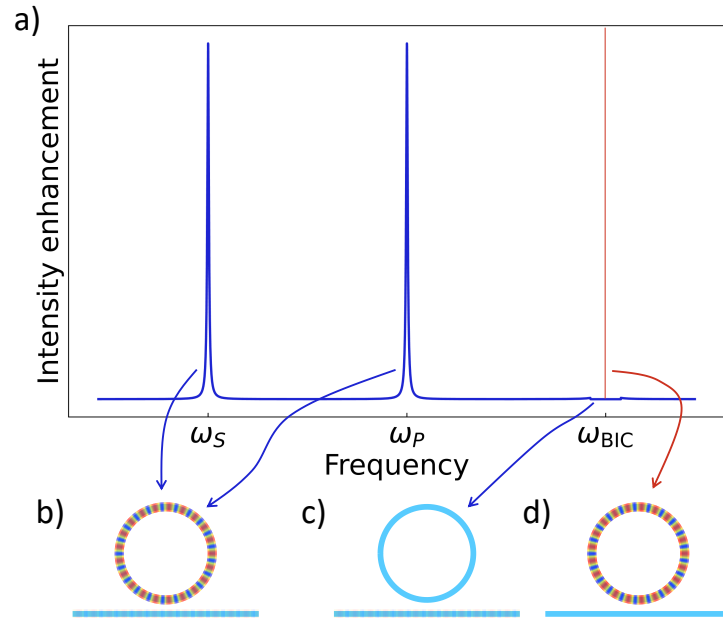 a)
Intensity enhancement
ω_S
ω_P
ω_BIC
Frequency
b)
c)
d)